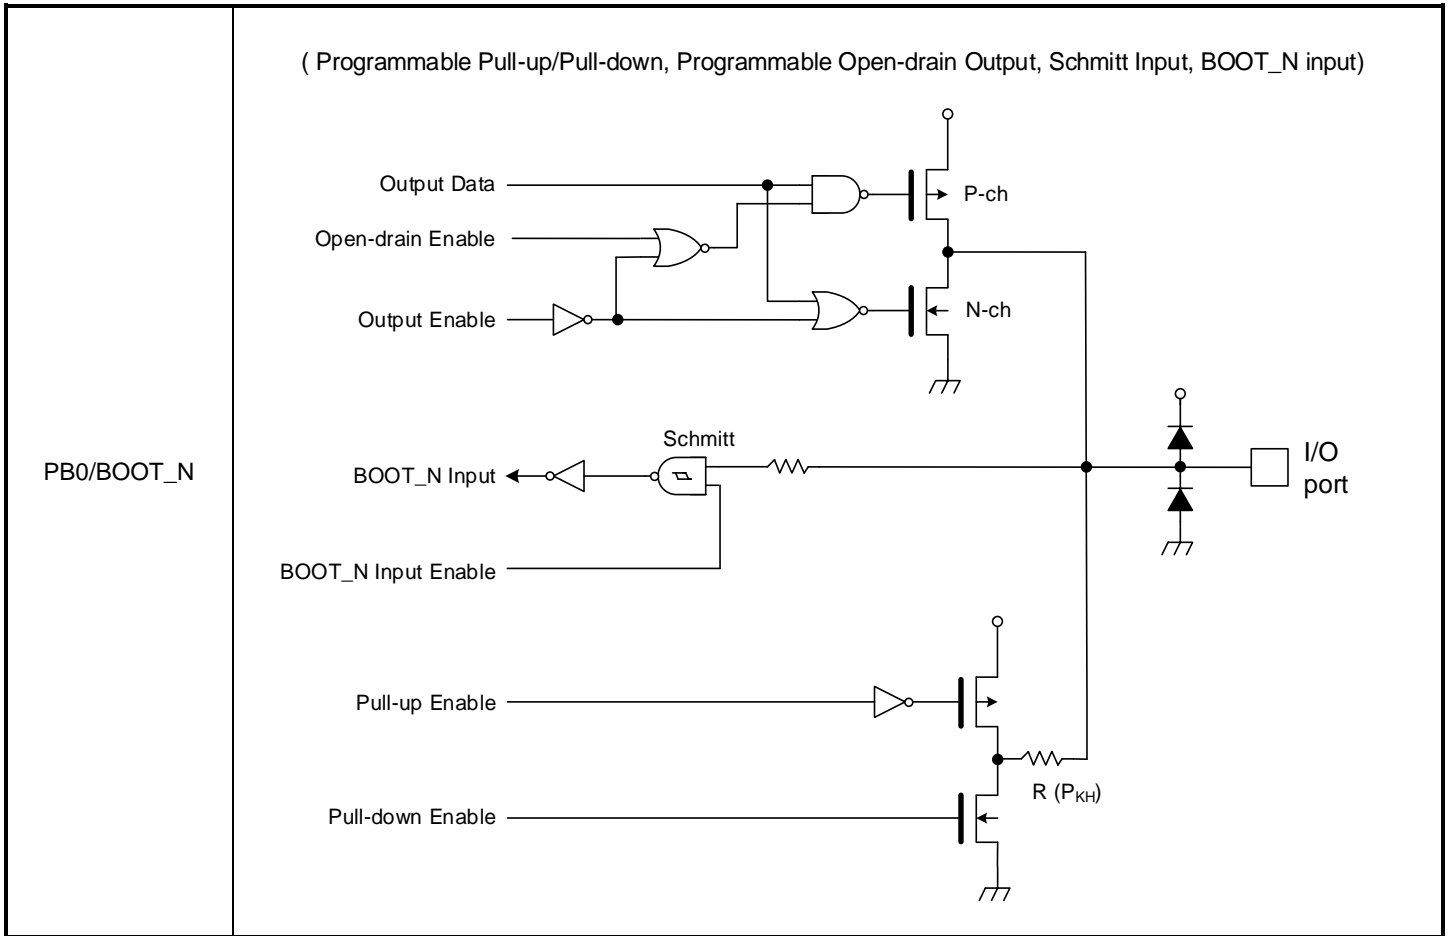 ( Programmable Pull-up/Pull-down, Programmable Open-drain Output, Schmitt Input, BOOT_N input)
Output Data
P-ch
Open-drain Enable
N-ch
Output Enable
Schmitt
PB0/BOOT_N
BOOT_N Input
I/O
port
BOOT_N Input Enable
Pull-up Enable
R (PKH)
Pull-down Enable